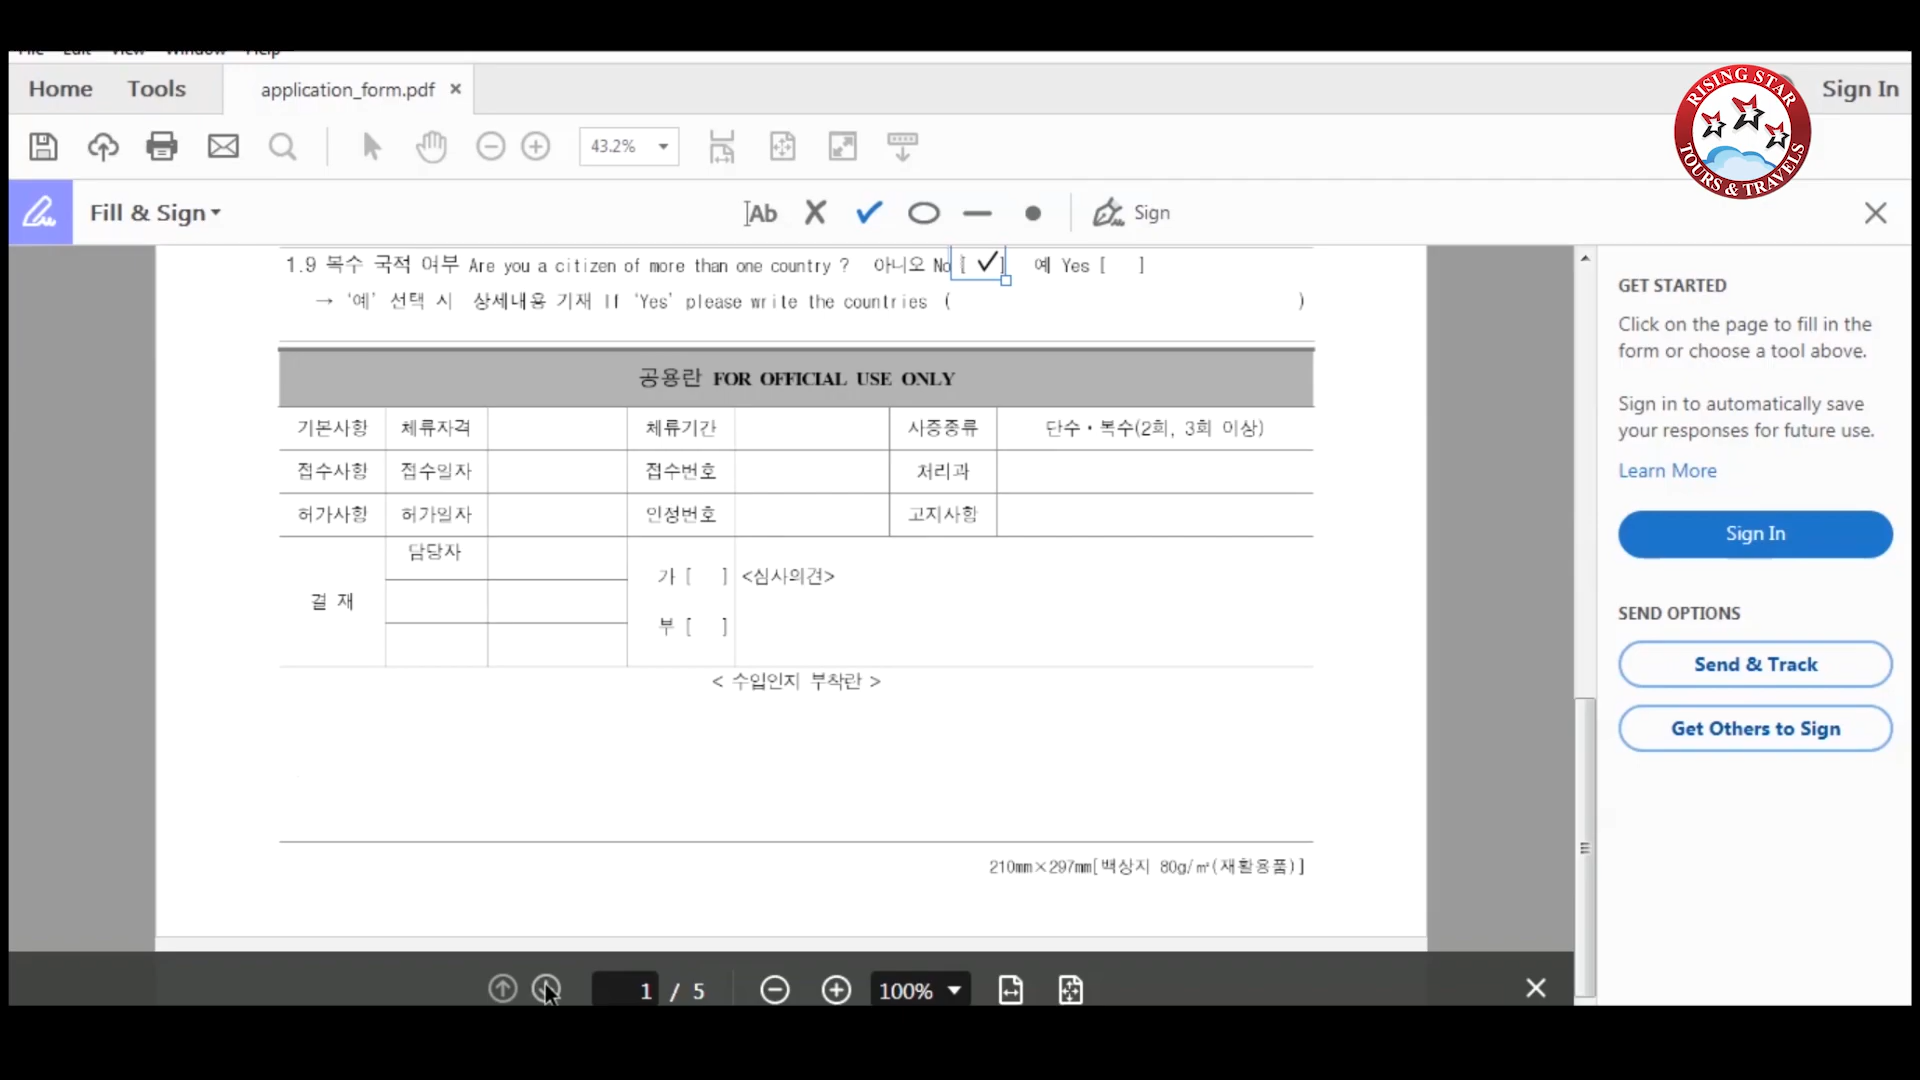 File Edit View Window Help
Home Tools application_form.pdf × Sign In
RISING STAR
TOURS & TRAVELS
43.2%
Fill & Sign Ab Sign
1.9 복수 국적 여부 Are you a citizen of more than one country ? 아니오 No [ ✓ ] 예 Yes [ ]
→ ‘예’ 선택 시 상세내용 기재 If ‘Yes’ please write the countries ( )
공용란 FOR OFFICIAL USE ONLY
기본사항 체류자격 체류기간 사증종류 단수·복수(2회, 3회 이상)
접수사항 접수일자 접수번호 처리과
허가사항 허가일자 인정번호 고지사항
결 재 담당자 가 [ ] <심사의견>
부 [ ]
< 수입인지 부착란 >
210㎜×297㎜[백상지 80g/㎡(재활용품)]
1 / 5 100%
GET STARTED
Click on the page to fill in the
form or choose a tool above.
Sign in to automatically save
your responses for future use.
Learn More
Sign In
SEND OPTIONS
Send & Track
Get Others to Sign